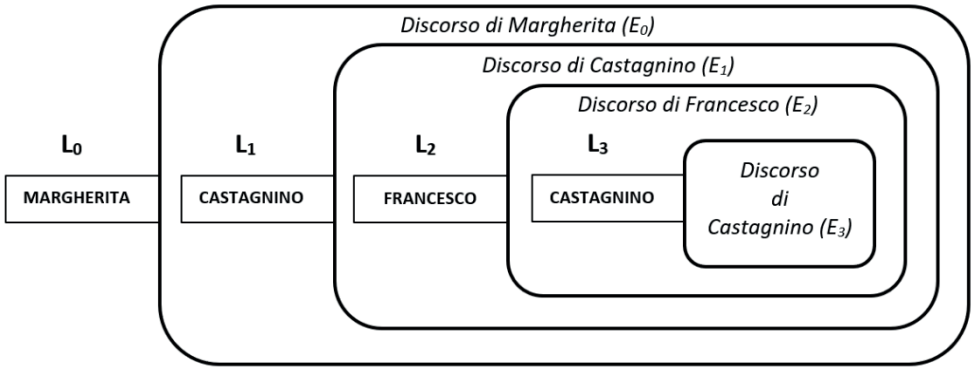 Discorso di Margherita (E₀)
Discorso di Castagnino (E₁)
Discorso di Francesco (E₂)
L₀ L₁ L₂ L₃
MARGHERITA CASTAGNINO FRANCESCO CASTAGNINO
Discorso
di
Castagnino (E₃)